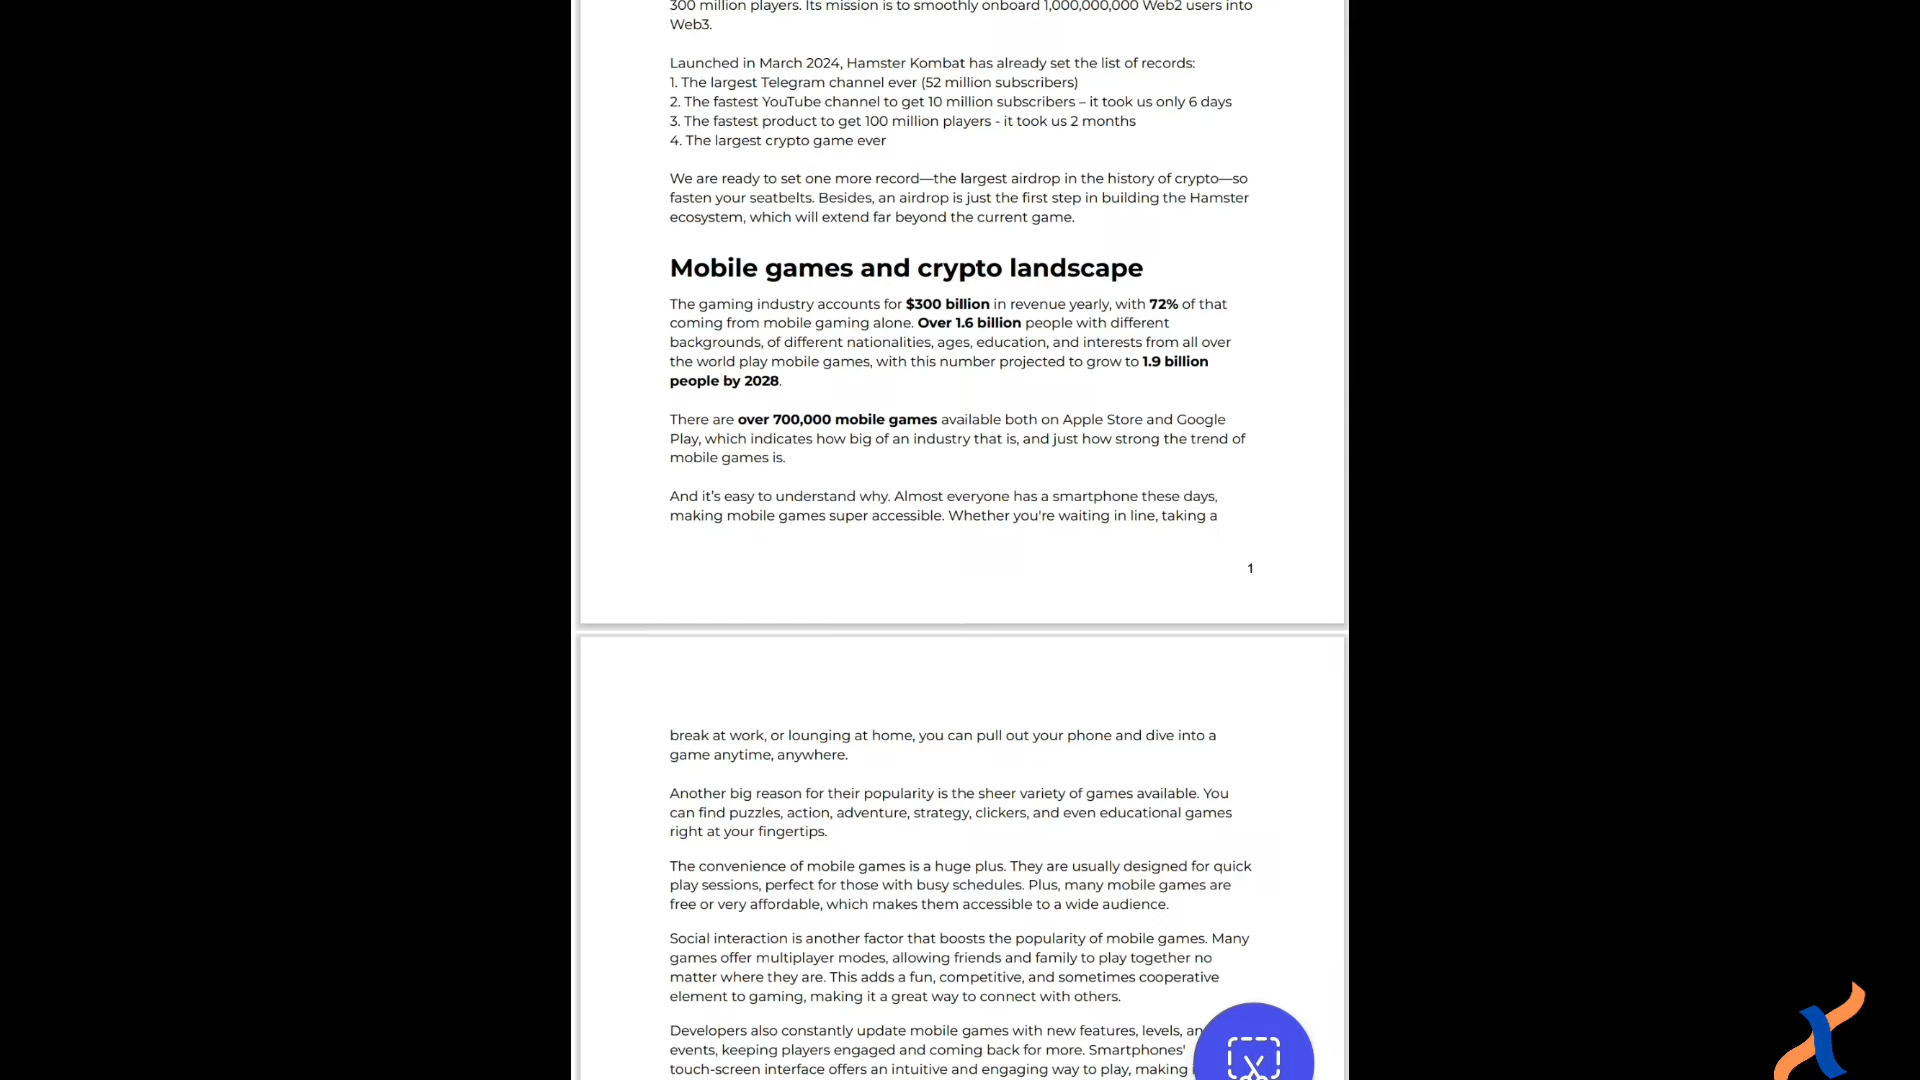 300 million players. Its mission is to smoothly onboard 1,000,000,000 Web2 users into
Web3.
Launched in March 2024, Hamster Kombat has already set the list of records:
1. The largest Telegram channel ever (52 million subscribers)
2. The fastest YouTube channel to get 10 million subscribers – it took us only 6 days
3. The fastest product to get 100 million players - it took us 2 months
4. The largest crypto game ever
We are ready to set one more record—the largest airdrop in the history of crypto—so
fasten your seatbelts. Besides, an airdrop is just the first step in building the Hamster
ecosystem, which will extend far beyond the current game.
Mobile games and crypto landscape
The gaming industry accounts for $300 billion in revenue yearly, with 72% of that
coming from mobile gaming alone. Over 1.6 billion people with different
backgrounds, of different nationalities, ages, education, and interests from all over
the world play mobile games, with this number projected to grow to 1.9 billion
people by 2028.
There are over 700,000 mobile games available both on Apple Store and Google
Play, which indicates how big of an industry that is, and just how strong the trend of
mobile games is.
And it's easy to understand why. Almost everyone has a smartphone these days,
making mobile games super accessible. Whether you're waiting in line, taking a
1
break at work, or lounging at home, you can pull out your phone and dive into a
game anytime, anywhere.
Another big reason for their popularity is the sheer variety of games available. You
can find puzzles, action, adventure, strategy, clickers, and even educational games
right at your fingertips.
The convenience of mobile games is a huge plus. They are usually designed for quick
play sessions, perfect for those with busy schedules. Plus, many mobile games are
free or very affordable, which makes them accessible to a wide audience.
Social interaction is another factor that boosts the popularity of mobile games. Many
games offer multiplayer modes, allowing friends and family to play together no
matter where they are. This adds a fun, competitive, and sometimes cooperative
element to gaming, making it a great way to connect with others.
Developers also constantly update mobile games with new features, levels,
events, keeping players engaged and coming back for more. Smartphones'
touch-screen interface offers an intuitive and engaging way to play, making